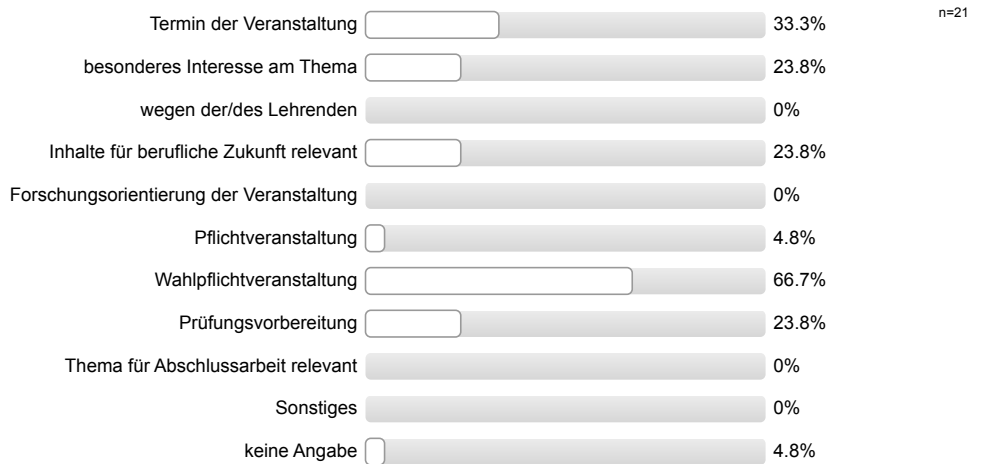 Termin der Veranstaltung 33.3% n=21
besonderes Interesse am Thema 23.8%
wegen der/des Lehrenden 0%
Inhalte für berufliche Zukunft relevant 23.8%
Forschungsorientierung der Veranstaltung 0%
Pflichtveranstaltung 4.8%
Wahlpflichtveranstaltung 66.7%
Prüfungsvorbereitung 23.8%
Thema für Abschlussarbeit relevant 0%
Sonstiges 0%
keine Angabe 4.8%